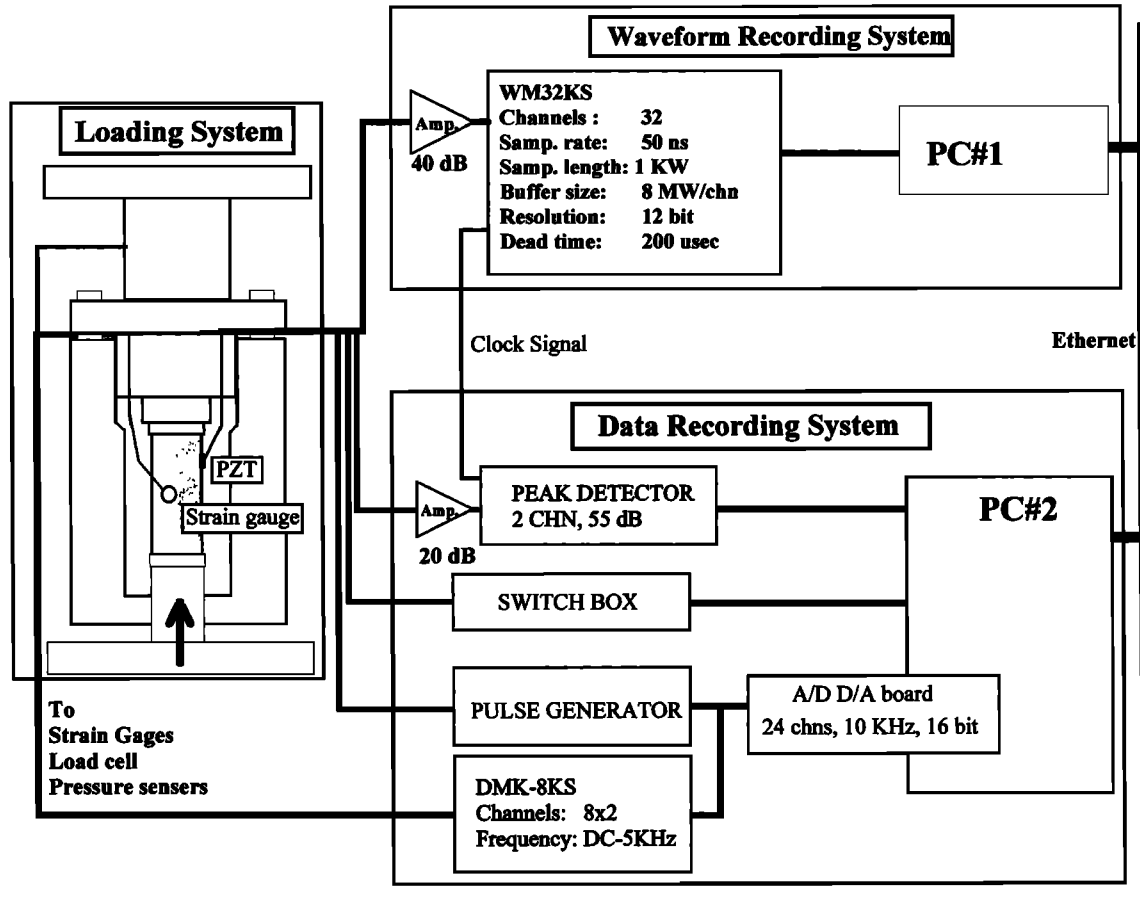 Waveform Recording System
Loading System
Amp.
40 dB
WM32KS
Channels : 32
Samp. rate: 50 ns
Samp. length: 1 KW
Buffer size: 8 MW/chn
Resolution: 12 bit
Dead time: 200 usec
PC#1
Clock Signal
Ethernet
Data Recording System
PZT
Strain gauge
Amp.
20 dB
PEAK DETECTOR
2 CHN, 55 dB
PC#2
SWITCH BOX
PULSE GENERATOR
A/D D/A board
24 chns, 10 KHz, 16 bit
To
Strain Gages
Load cell
Pressure sensers
DMK-8KS
Channels: 8x2
Frequency: DC-5KHz